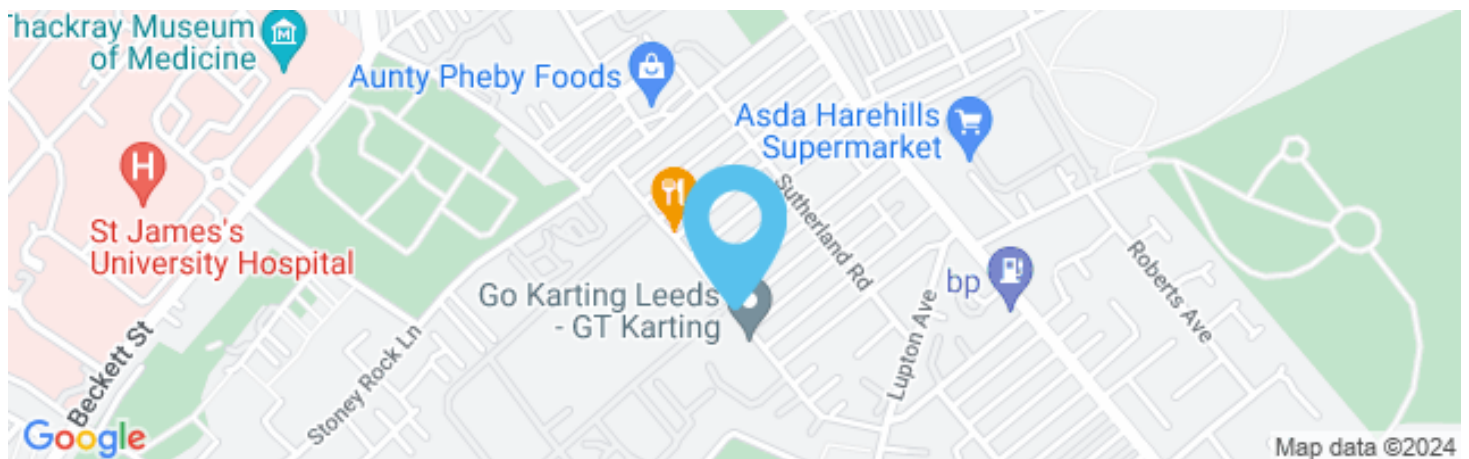 hackray Museum
of Medicine
Aunty Pheby Foods
Asda Harehills
Supermarket
H
St James's
University Hospital
Sutherland Rd
Go Karting Leeds
- GT Karting
bp
Roberts Ave
Lupton Ave
Beckett St
Stoney Rock Ln
Google
Map data ©2024